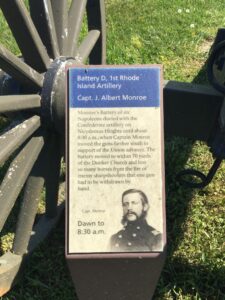 Battery D, 1st Rhode
Island Artillery
Capt. J. Albert Monroe
Monroe's Battery of six
Napoleons dueled with the
Confederate artillery on
Nicodemus Heights until about
8:00 a.m., when Captain Monroe
moved the guns farther south to
support of the Union advance. The
battery moved to within 70 yards
of the Dunker Church and lost
so many horses from the fire of
enemy sharpshooters that one gun
had to be withdrawn by
hand.
Capt. Monroe
Dawn to
8:30 a.m.